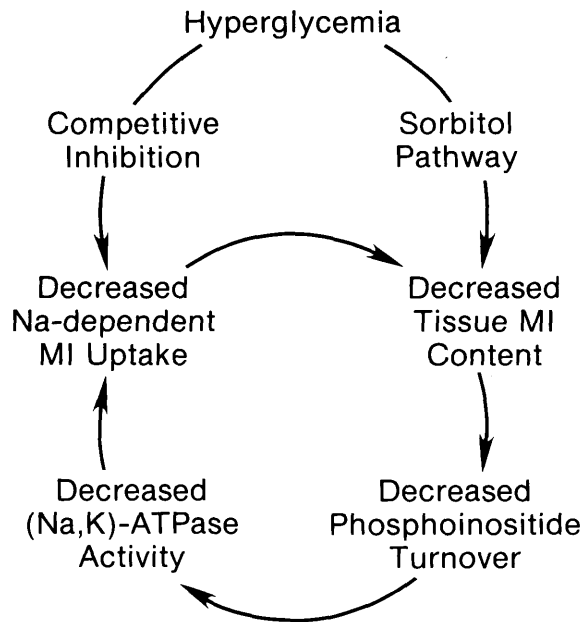 Hyperglycemia
Competitive
Inhibition
Sorbitol
Pathway
Decreased
Na-dependent
MI Uptake
Decreased
Tissue MI
Content
Decreased
(Na,K)-ATPase
Activity
Decreased
Phosphoinositide
Turnover